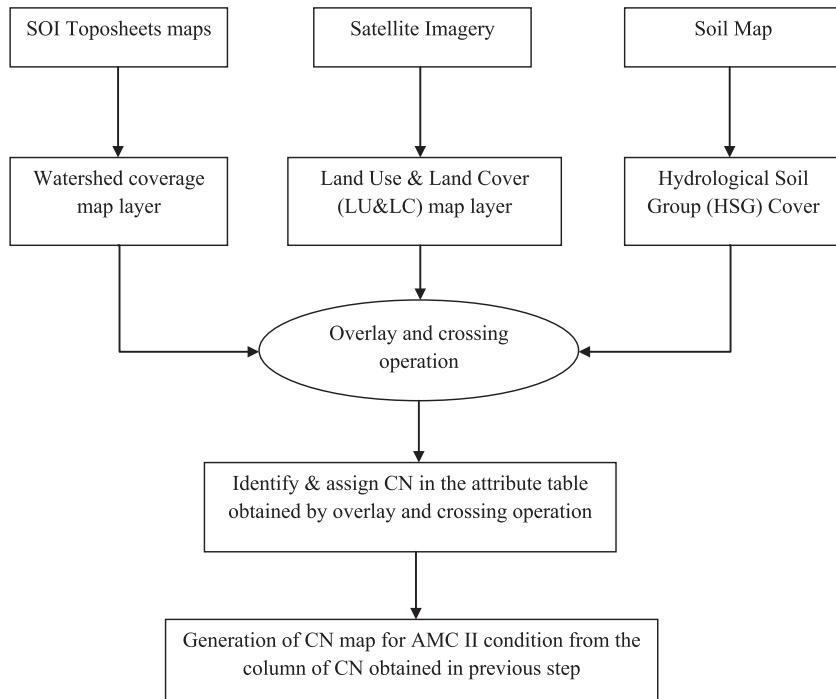 SOI Toposheets maps
Satellite Imagery
Soil Map
Watershed coverage
map layer
Land Use & Land Cover
(LU&LC) map layer
Hydrological Soil
Group (HSG) Cover
Overlay and crossing
operation
Identify & assign CN in the attribute table
obtained by overlay and crossing operation
Generation of CN map for AMC II condition from the
column of CN obtained in previous step